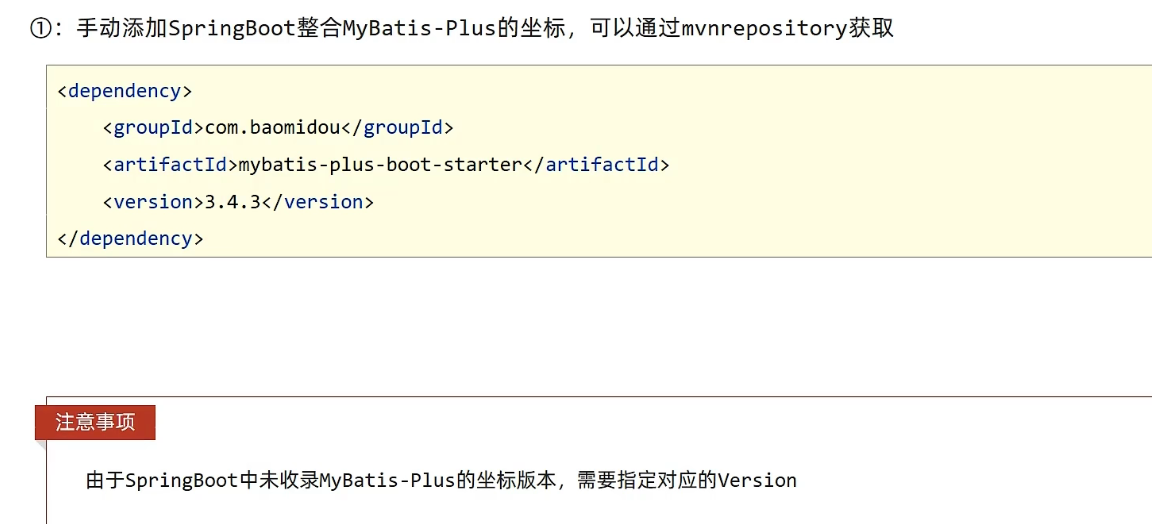 ①：手动添加SpringBoot整合MyBatis-Plus的坐标，可以通过mvnrepository获取
<dependency>
    <groupId>com.baomidou</groupId>
    <artifactId>mybatis-plus-boot-starter</artifactId>
    <version>3.4.3</version>
</dependency>
注意事项
由于SpringBoot中未收录MyBatis-Plus的坐标版本，需要指定对应的Version